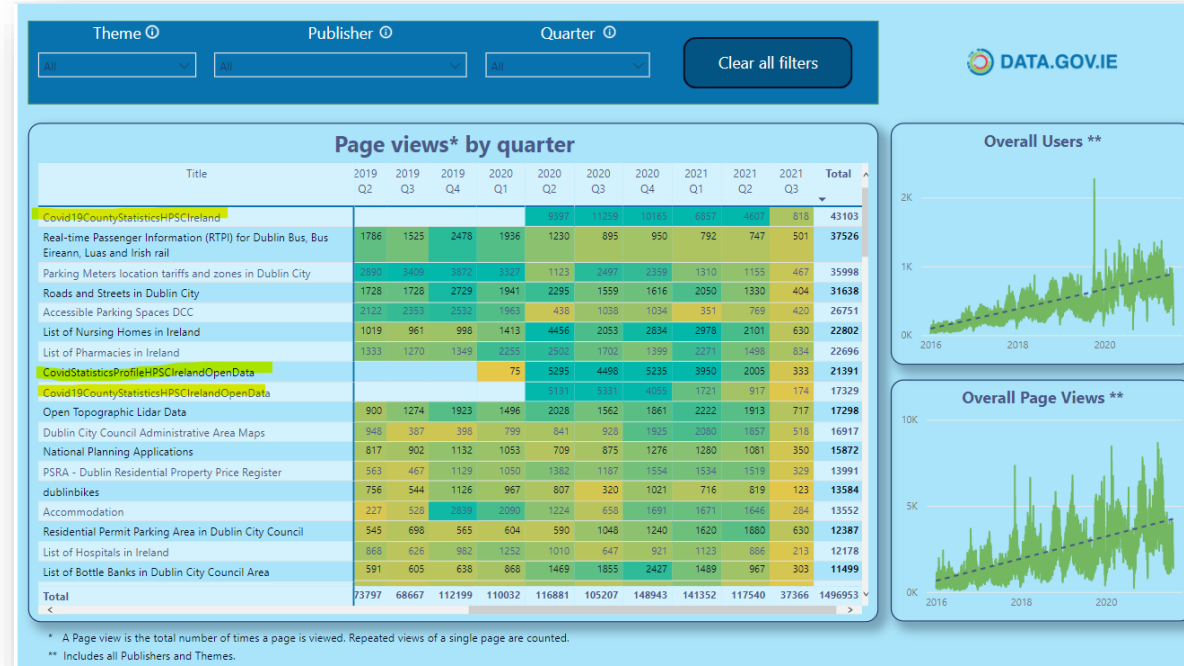 Theme Publisher Quarter
All All All Clear all filters
DATA.GOV.IE
Page views* by quarter
Title 2019 Q2 2019 Q3 2019 Q4 2020 Q1 2020 Q2 2020 Q3 2020 Q4 2021 Q1 2021 Q2 2021 Q3 Total
Covid19CountyStatisticsHPSCIreland 9397 11259 10165 6857 4607 818 43103
Real-time Passenger Information (RTPI) for Dublin Bus, Bus
Eireann, Luas and Irish rail 1786 1525 2478 1936 1230 895 950 792 747 501 37526
Parking Meters location tariffs and zones in Dublin City 2890 3409 3872 3327 1123 2497 2359 1310 1155 467 35998
Roads and Streets in Dublin City 1728 1728 2729 1941 2295 1559 1616 2050 1330 404 31638
Accessible Parking Spaces DCC 2122 2353 2532 1963 438 1038 1034 351 769 420 26751
List of Nursing Homes in Ireland 1019 961 998 1413 4456 2053 2834 2978 2101 630 22802
List of Pharmacies in Ireland 1333 1270 1349 2255 2502 1702 1399 2271 1498 834 22696
CovidStatisticsProfileHPSCIrelandOpenData 75 5295 4498 5235 3950 2005 333 21391
Covid19CountyStatisticsHPSCIrelandOpenData 5131 5331 4055 1721 917 174 17329
Open Topographic Lidar Data 900 1274 1923 1496 2028 1562 1861 2222 1913 717 17298
Dublin City Council Administrative Area Maps 948 387 398 799 841 928 1925 2080 1857 518 16917
National Planning Applications 817 902 1132 1053 709 875 1276 1280 1081 350 15872
PSRA - Dublin Residential Property Price Register 563 467 1129 1050 1382 1187 1554 1534 1519 329 13991
dublinbikes 756 544 1126 967 807 320 1021 716 819 123 13584
Accommodation 227 528 2839 2090 1224 658 1691 1671 1646 284 13552
Residential Permit Parking Area in Dublin City Council 545 698 565 604 590 1048 1240 1620 1880 630 12387
List of Hospitals in Ireland 868 626 982 1252 1010 647 921 1123 886 213 12178
List of Bottle Banks in Dublin City Council Area 591 605 638 868 1469 1855 2427 1489 967 303 11499
Total 73797 68667 112199 110032 116881 105207 148943 141352 117540 37366 1496953
* A Page view is the total number of times a page is viewed. Repeated views of a single page are counted.
** Includes all Publishers and Themes.
Overall Users **
2K
1K
0K
2016 2018 2020
Overall Page Views **
10K
5K
0K
2016 2018 2020